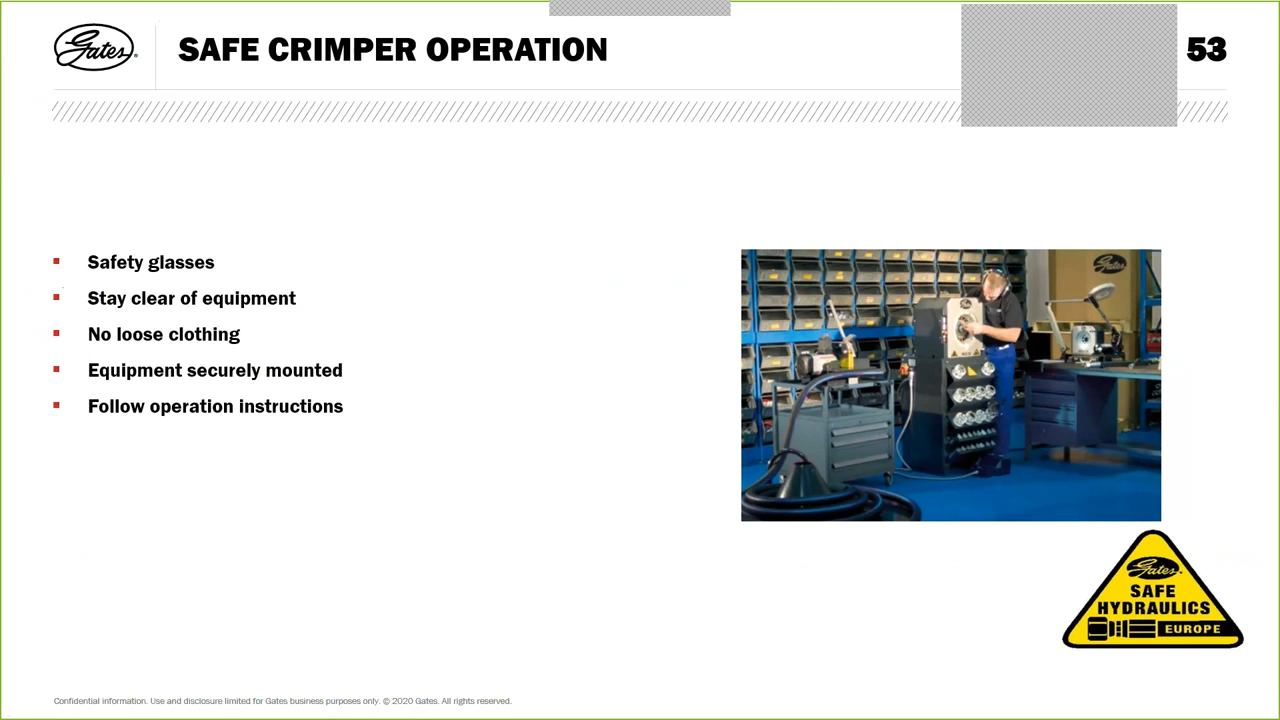 Gates
SAFE CRIMPER OPERATION
53
Safety glasses
Stay clear of equipment
No loose clothing
Equipment securely mounted
Follow operation instructions
Gates
Gates
SAFE
HYDRAULICS
EUROPE
Confidential information. Use and disclosure limited for Gates business purposes only. © 2020 Gates. All rights reserved.